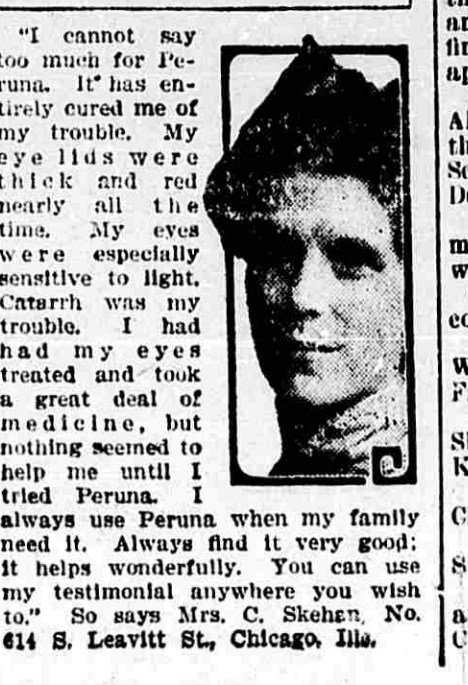 "I cannot say
too much for Pe-
runa. It has en-
tirely cured me of
my trouble. My
eye lids were
thick and red
nearly all the
time. My eyes
were especially
sensitive to light.
Catarrh was my
trouble. I had
had my eyes
treated and took
a great deal of
medicine, but
nothing seemed to
help me until I
tried Peruna. I
always use Peruna when my family
need it. Always find it very good;
it helps wonderfully. You can use
my testimonial anywhere you wish
to." So says Mrs. C. Skehan, No.
614 S. Leavitt St., Chicago, Ills.